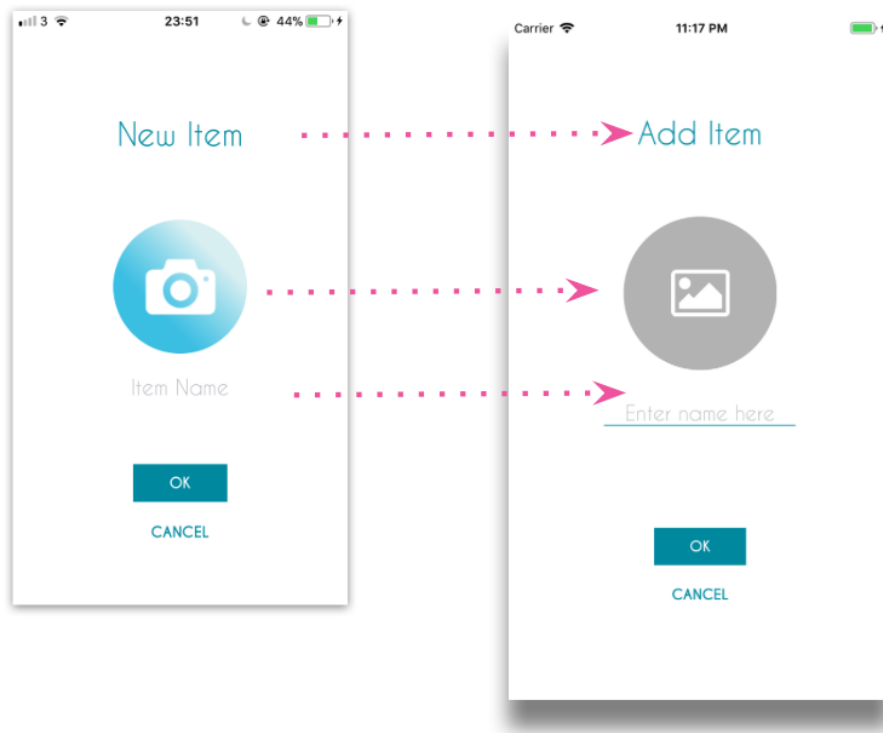 3 23:51 44%
New Item
Item Name
OK
CANCEL
Carrier 11:17 PM
Add Item
Enter name here
OK
CANCEL